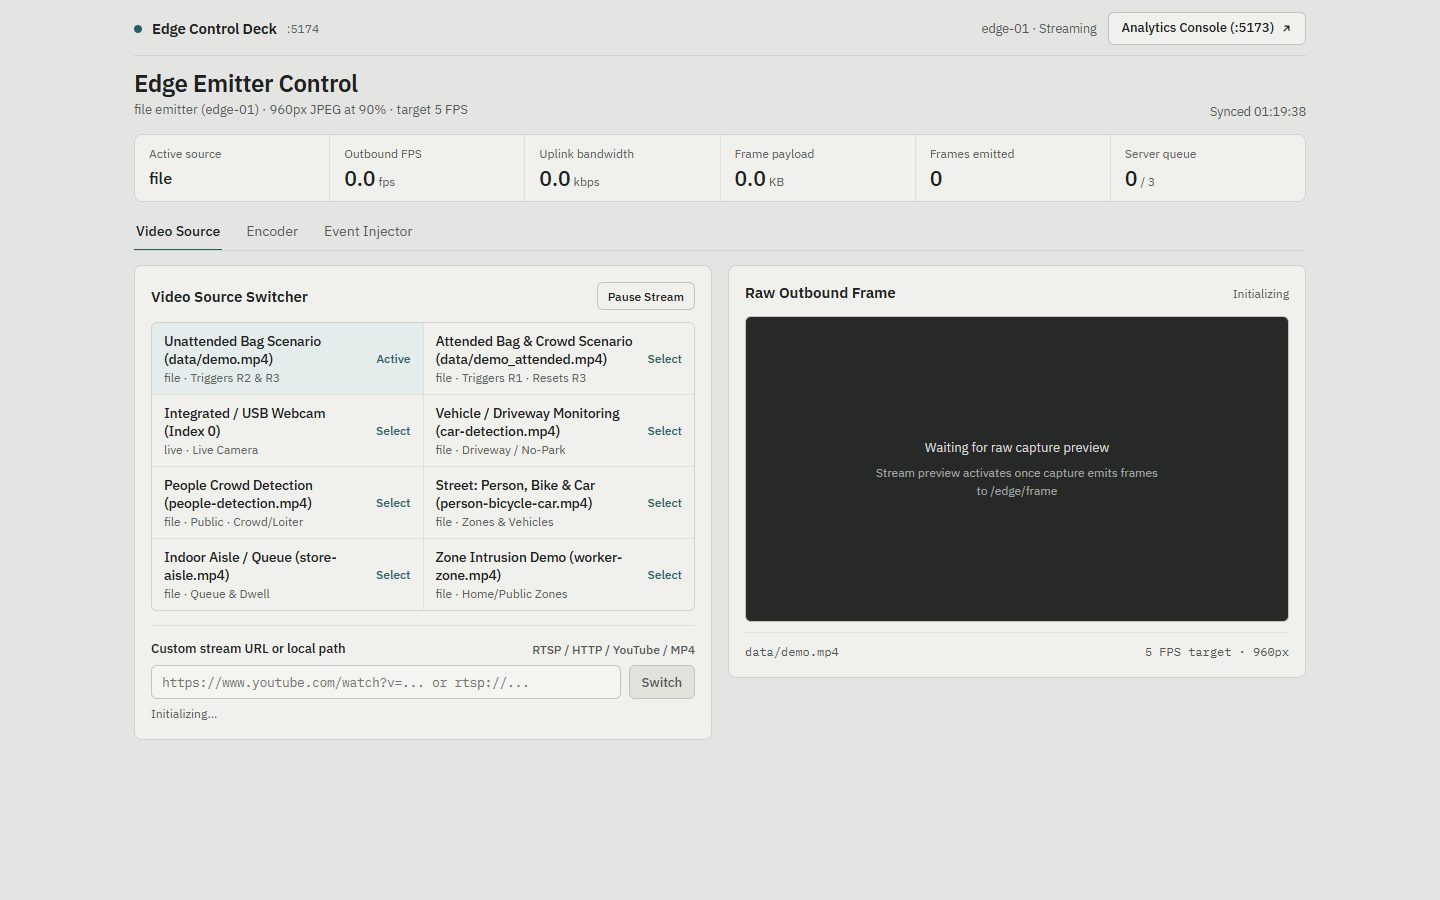 Edge Control Deck :5174
edge-01 · Streaming
Analytics Console (:5173) ↗
Edge Emitter Control
file emitter (edge-01) · 960px JPEG at 90% · target 5 FPS
Synced 01:19:38
Active source
file
Outbound FPS
0.0 fps
Uplink bandwidth
0.0 kbps
Frame payload
0.0 KB
Frames emitted
0
Server queue
0 / 3
Video Source
Encoder
Event Injector
Video Source Switcher
Pause Stream
Unattended Bag Scenario
(data/demo.mp4)
file · Triggers R2 & R3
Active
Attended Bag & Crowd Scenario
(data/demo_attended.mp4)
file · Triggers R1 · Resets R3
Select
Integrated / USB Webcam
(Index 0)
live · Live Camera
Select
Vehicle / Driveway Monitoring
(car-detection.mp4)
file · Driveway / No-Park
Select
People Crowd Detection
(people-detection.mp4)
file · Public · Crowd/Loiter
Select
Street: Person, Bike & Car
(person-bicycle-car.mp4)
file · Zones & Vehicles
Select
Indoor Aisle / Queue (store-
aisle.mp4)
file · Queue & Dwell
Select
Zone Intrusion Demo (worker-
zone.mp4)
file · Home/Public Zones
Select
Custom stream URL or local path
RTSP / HTTP / YouTube / MP4
https://www.youtube.com/watch?v=... or rtsp://...
Switch
Initializing…
Raw Outbound Frame
Initializing
Waiting for raw capture preview
Stream preview activates once capture emits frames
to /edge/frame
data/demo.mp4
5 FPS target · 960px